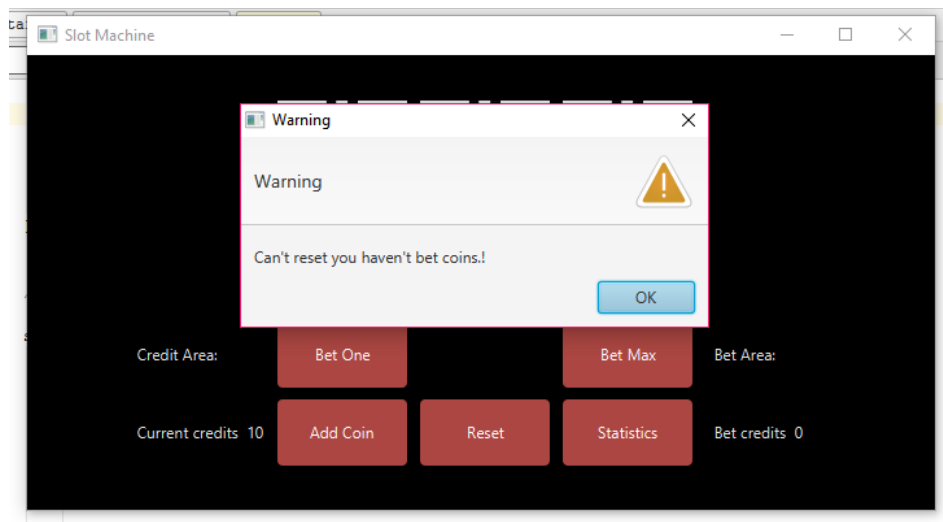 ta
Slot Machine
Warning
Warning
Can't reset you haven't bet coins.!
OK
Credit Area:
Bet One
Bet Max
Bet Area:
Current credits 10
Add Coin
Reset
Statistics
Bet credits 0